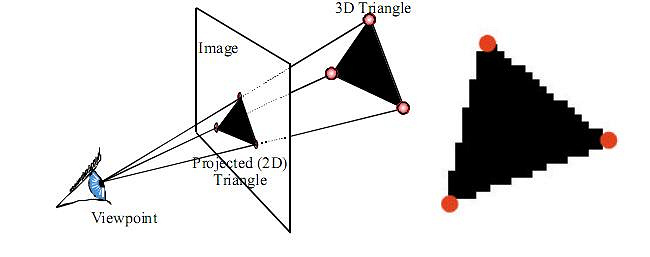 3D Triangle
Image
Projected (2D)
Triangle
Viewpoint